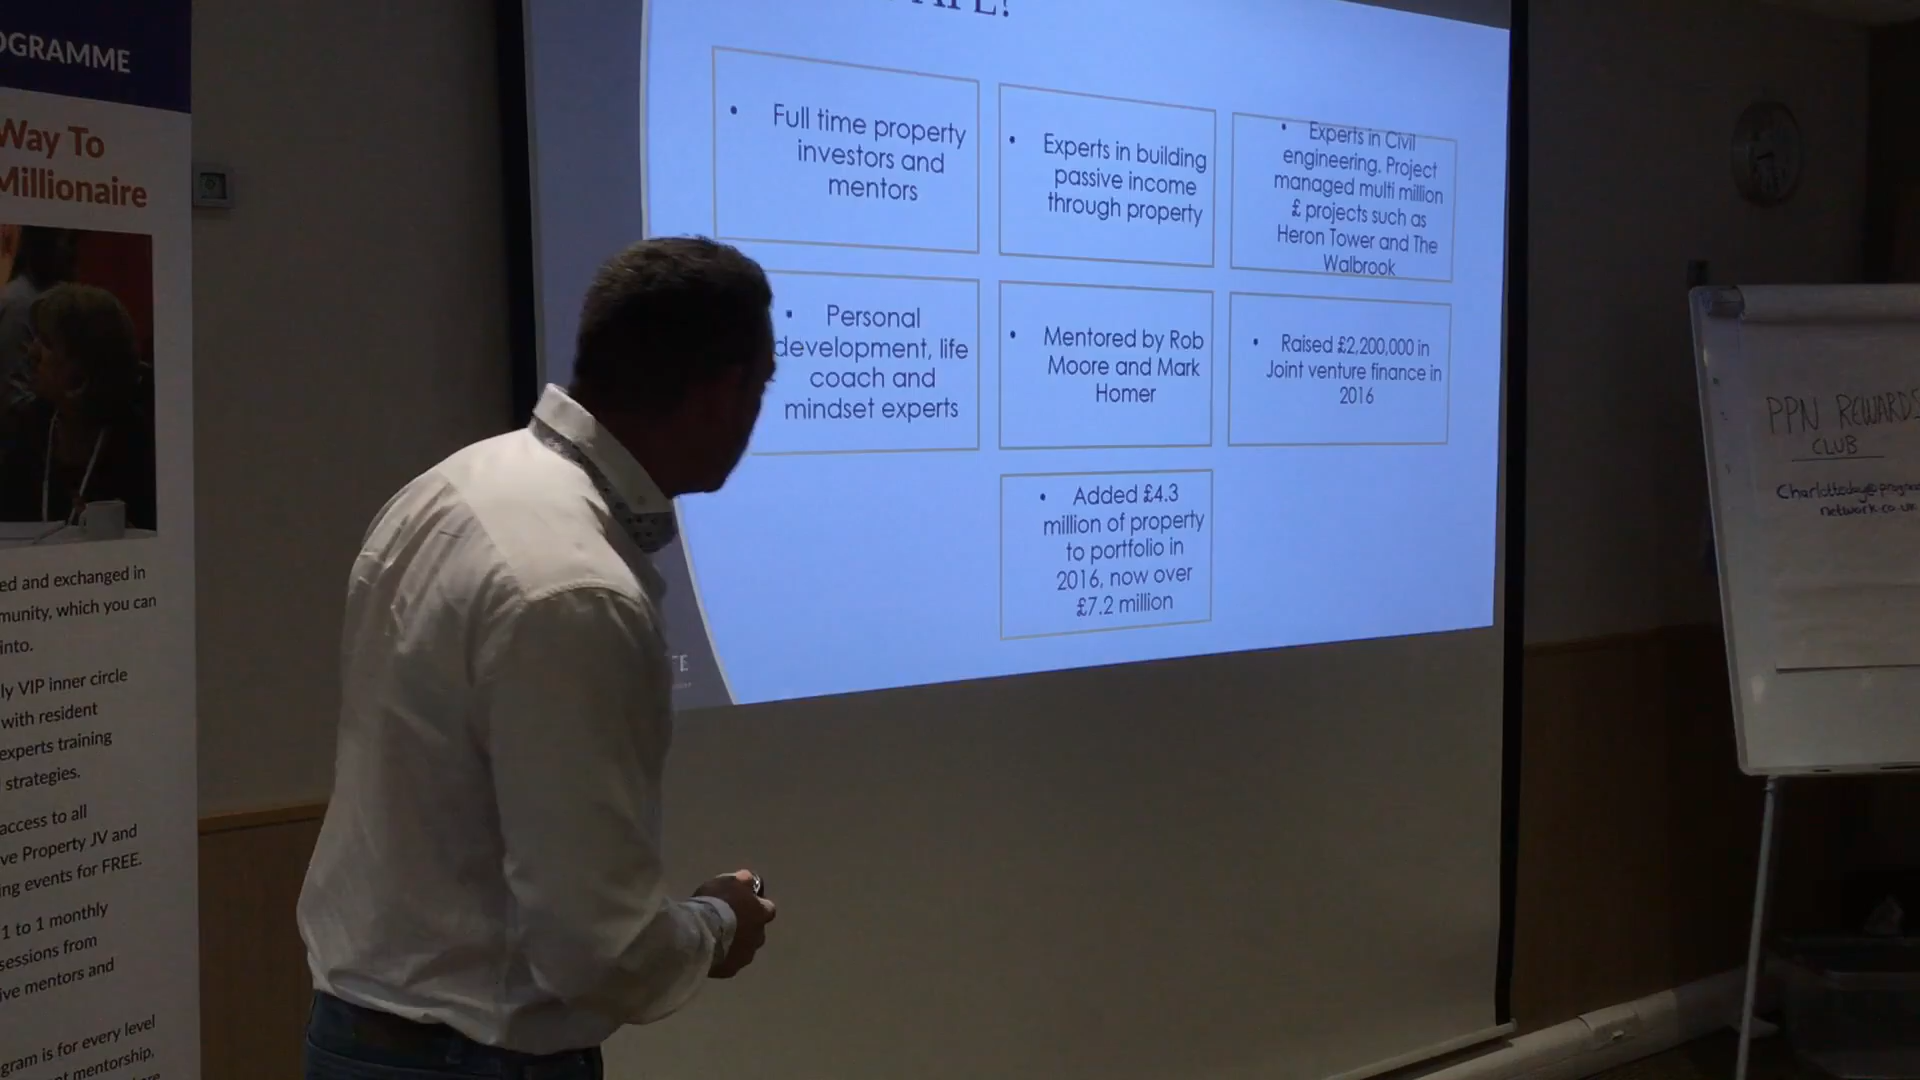 OGRAMME
Way To
Millionaire
ed and exchanged in
munity, which you can
into.
ly VIP inner circle
with resident
experts training
strategies.
access to all
ve Property JV and
ing events for FREE.
1 to 1 monthly
sessions from
ive mentors and
gram is for every level
mentorship,
• Full time property
investors and
mentors
• Experts in building
passive income
through property
• Experts in Civil
engineering. Project
managed multi million
£ projects such as
Heron Tower and The
Walbrook
• Personal
development, life
coach and
mindset experts
• Mentored by Rob
Moore and Mark
Homer
• Raised £2,200,000 in
Joint venture finance in
2016
• Added £4.3
million of property
to portfolio in
2016, now over
£7.2 million
TE
PPN REWARDS
CLUB
network.co.uk